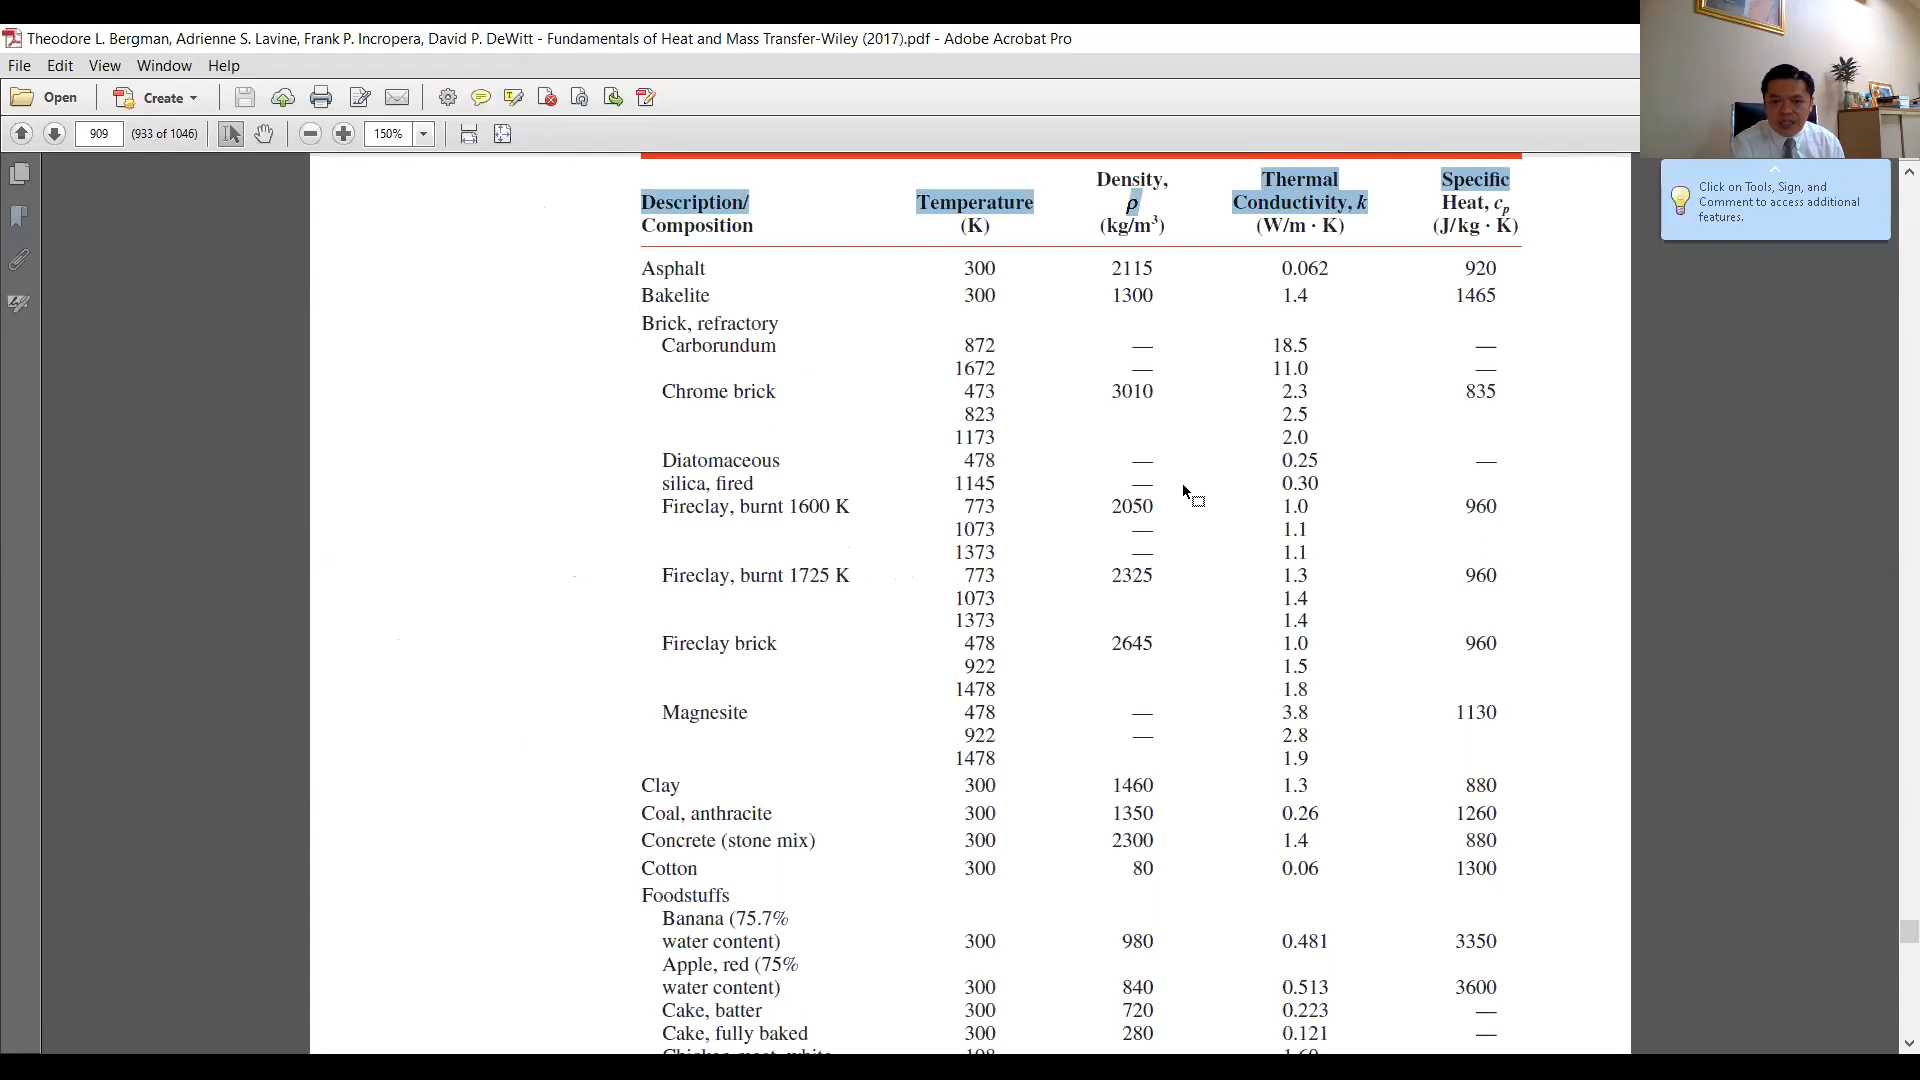 Theodore L. Bergman, Adrienne S. Lavine, Frank P. Incropera, David P. DeWitt - Fundamentals of Heat and Mass Transfer-Wiley (2017).pdf - Adobe Acrobat Pro
File Edit View Window Help
Open Create
909 (933 of 1046) 150%
Click on Tools, Sign, and
Comment to access additional
features.
Density, Thermal Specific
Description/ Temperature ρ Conductivity, k Heat, cp
Composition (K) (kg/m³) (W/m · K) (J/kg · K)
Asphalt 300 2115 0.062 920
Bakelite 300 1300 1.4 1465
Brick, refractory
Carborundum 872 — 18.5 —
1672 — 11.0 —
Chrome brick 473 3010 2.3 835
823 2.5
1173 2.0
Diatomaceous 478 — 0.25 —
silica, fired 1145 — 0.30
Fireclay, burnt 1600 K 773 2050 1.0 960
1073 — 1.1
1373 — 1.1
Fireclay, burnt 1725 K 773 2325 1.3 960
1073 1.4
1373 1.4
Fireclay brick 478 2645 1.0 960
922 1.5
1478 1.8
Magnesite 478 — 3.8 1130
922 — 2.8
1478 1.9
Clay 300 1460 1.3 880
Coal, anthracite 300 1350 0.26 1260
Concrete (stone mix) 300 2300 1.4 880
Cotton 300 80 0.06 1300
Foodstuffs
Banana (75.7%
water content) 300 980 0.481 3350
Apple, red (75%
water content) 300 840 0.513 3600
Cake, batter 300 720 0.223 —
Cake, fully baked 300 280 0.121 —